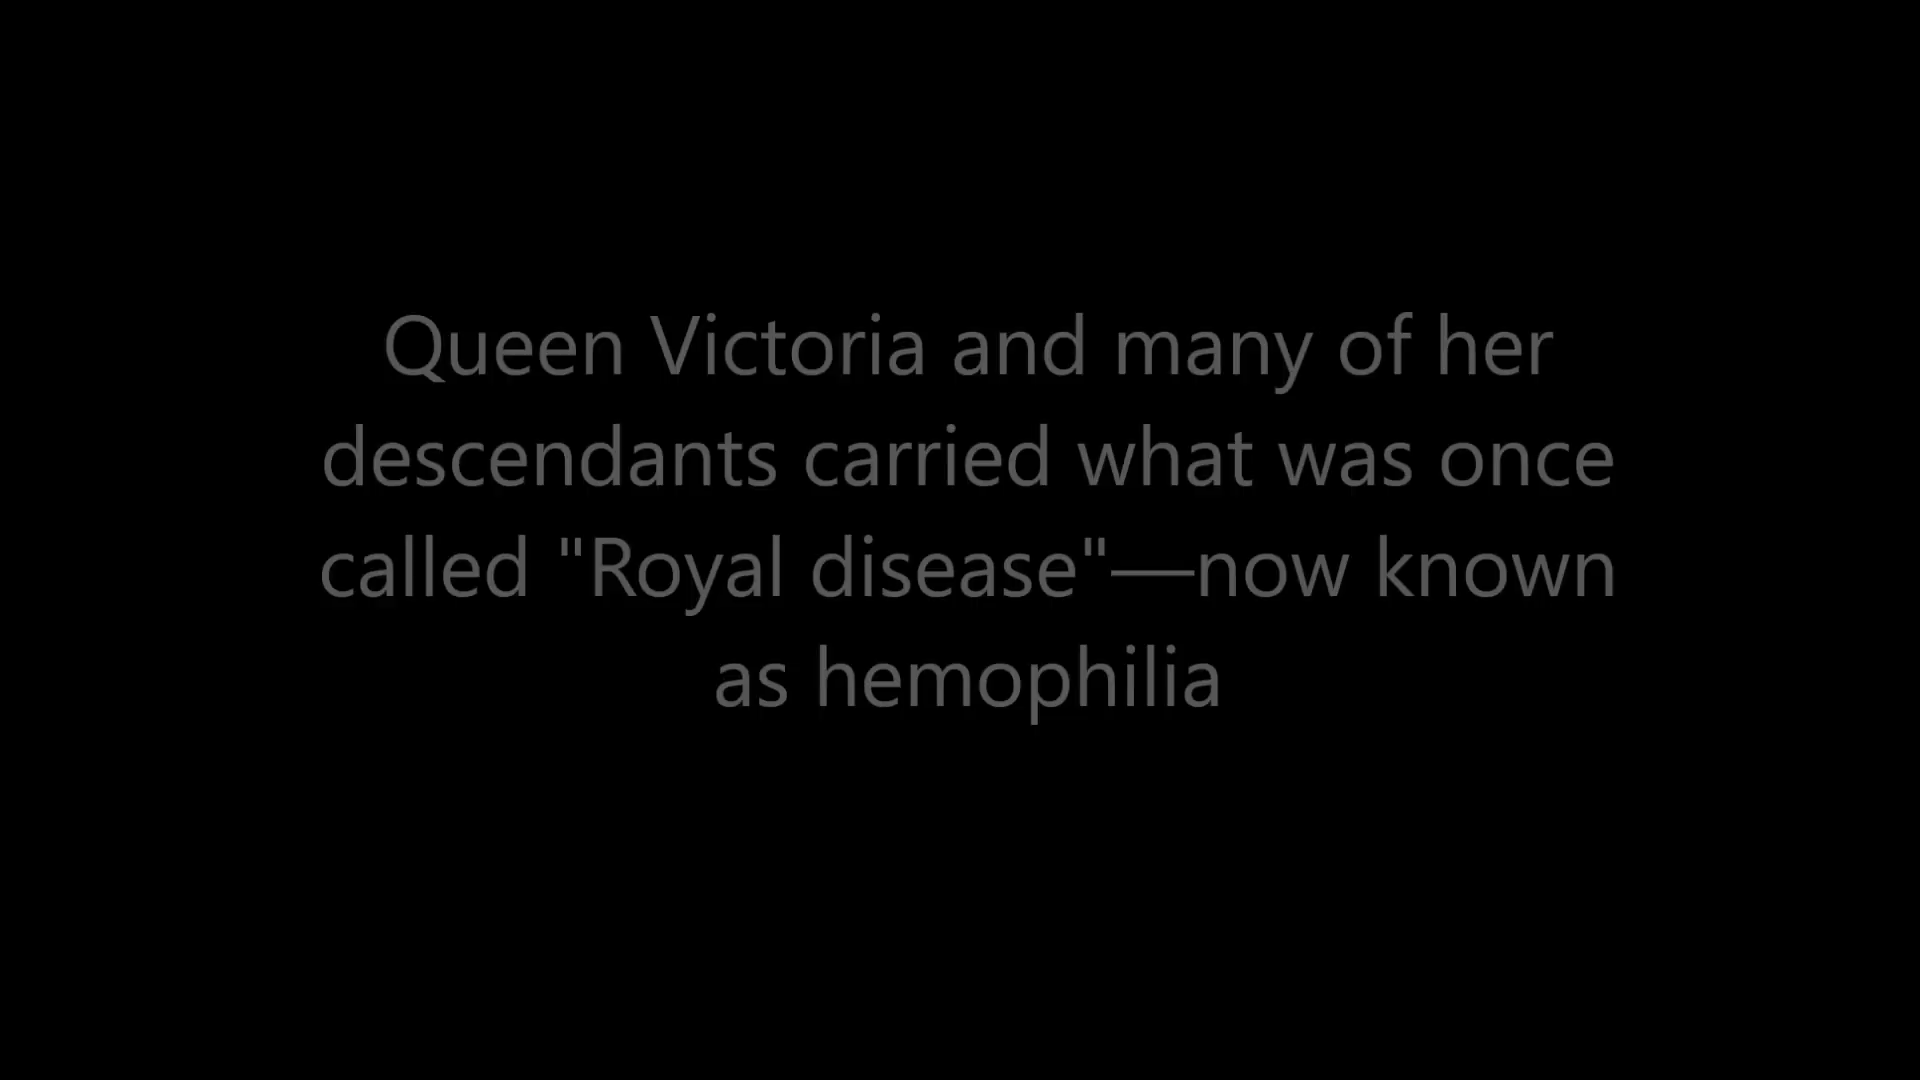 Queen Victoria and many of her
descendants carried what was once
called "Royal disease"—now known
as hemophilia